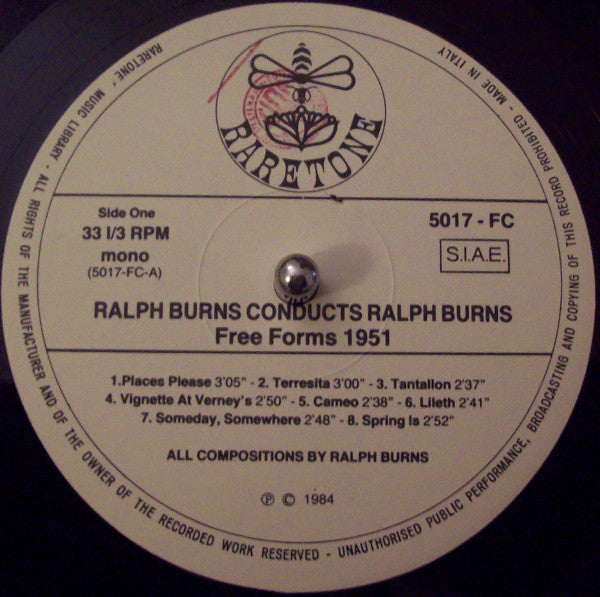 RARETONE
Side One
33 1/3 RPM
mono
(5017-FC-A)
5017 - FC
S.I.A.E.
RALPH BURNS CONDUCTS RALPH BURNS
Free Forms 1951
1.Places Please 3'05" - 2. Terresita 3'00" - 3. Tantallon 2'37"
4. Vignette At Verney's 2'50" - 5. Cameo 2'38" - 6. Lileth 2'41"
7. Someday, Somewhere 2'48" - 8. Spring Is 2'52"
ALL COMPOSITIONS BY RALPH BURNS
℗ © 1984
RARETONE' MUSIC LIBRARY - ALL RIGHTS OF THE MANUFACTURER AND OF THE OWNER OF THE RECORDED WORK RESERVED - UNAUTHORISED PUBLIC PERFORMANCE, BROADCASTING AND COPYING OF THIS RECORD PROHIBITED - MADE IN ITALY